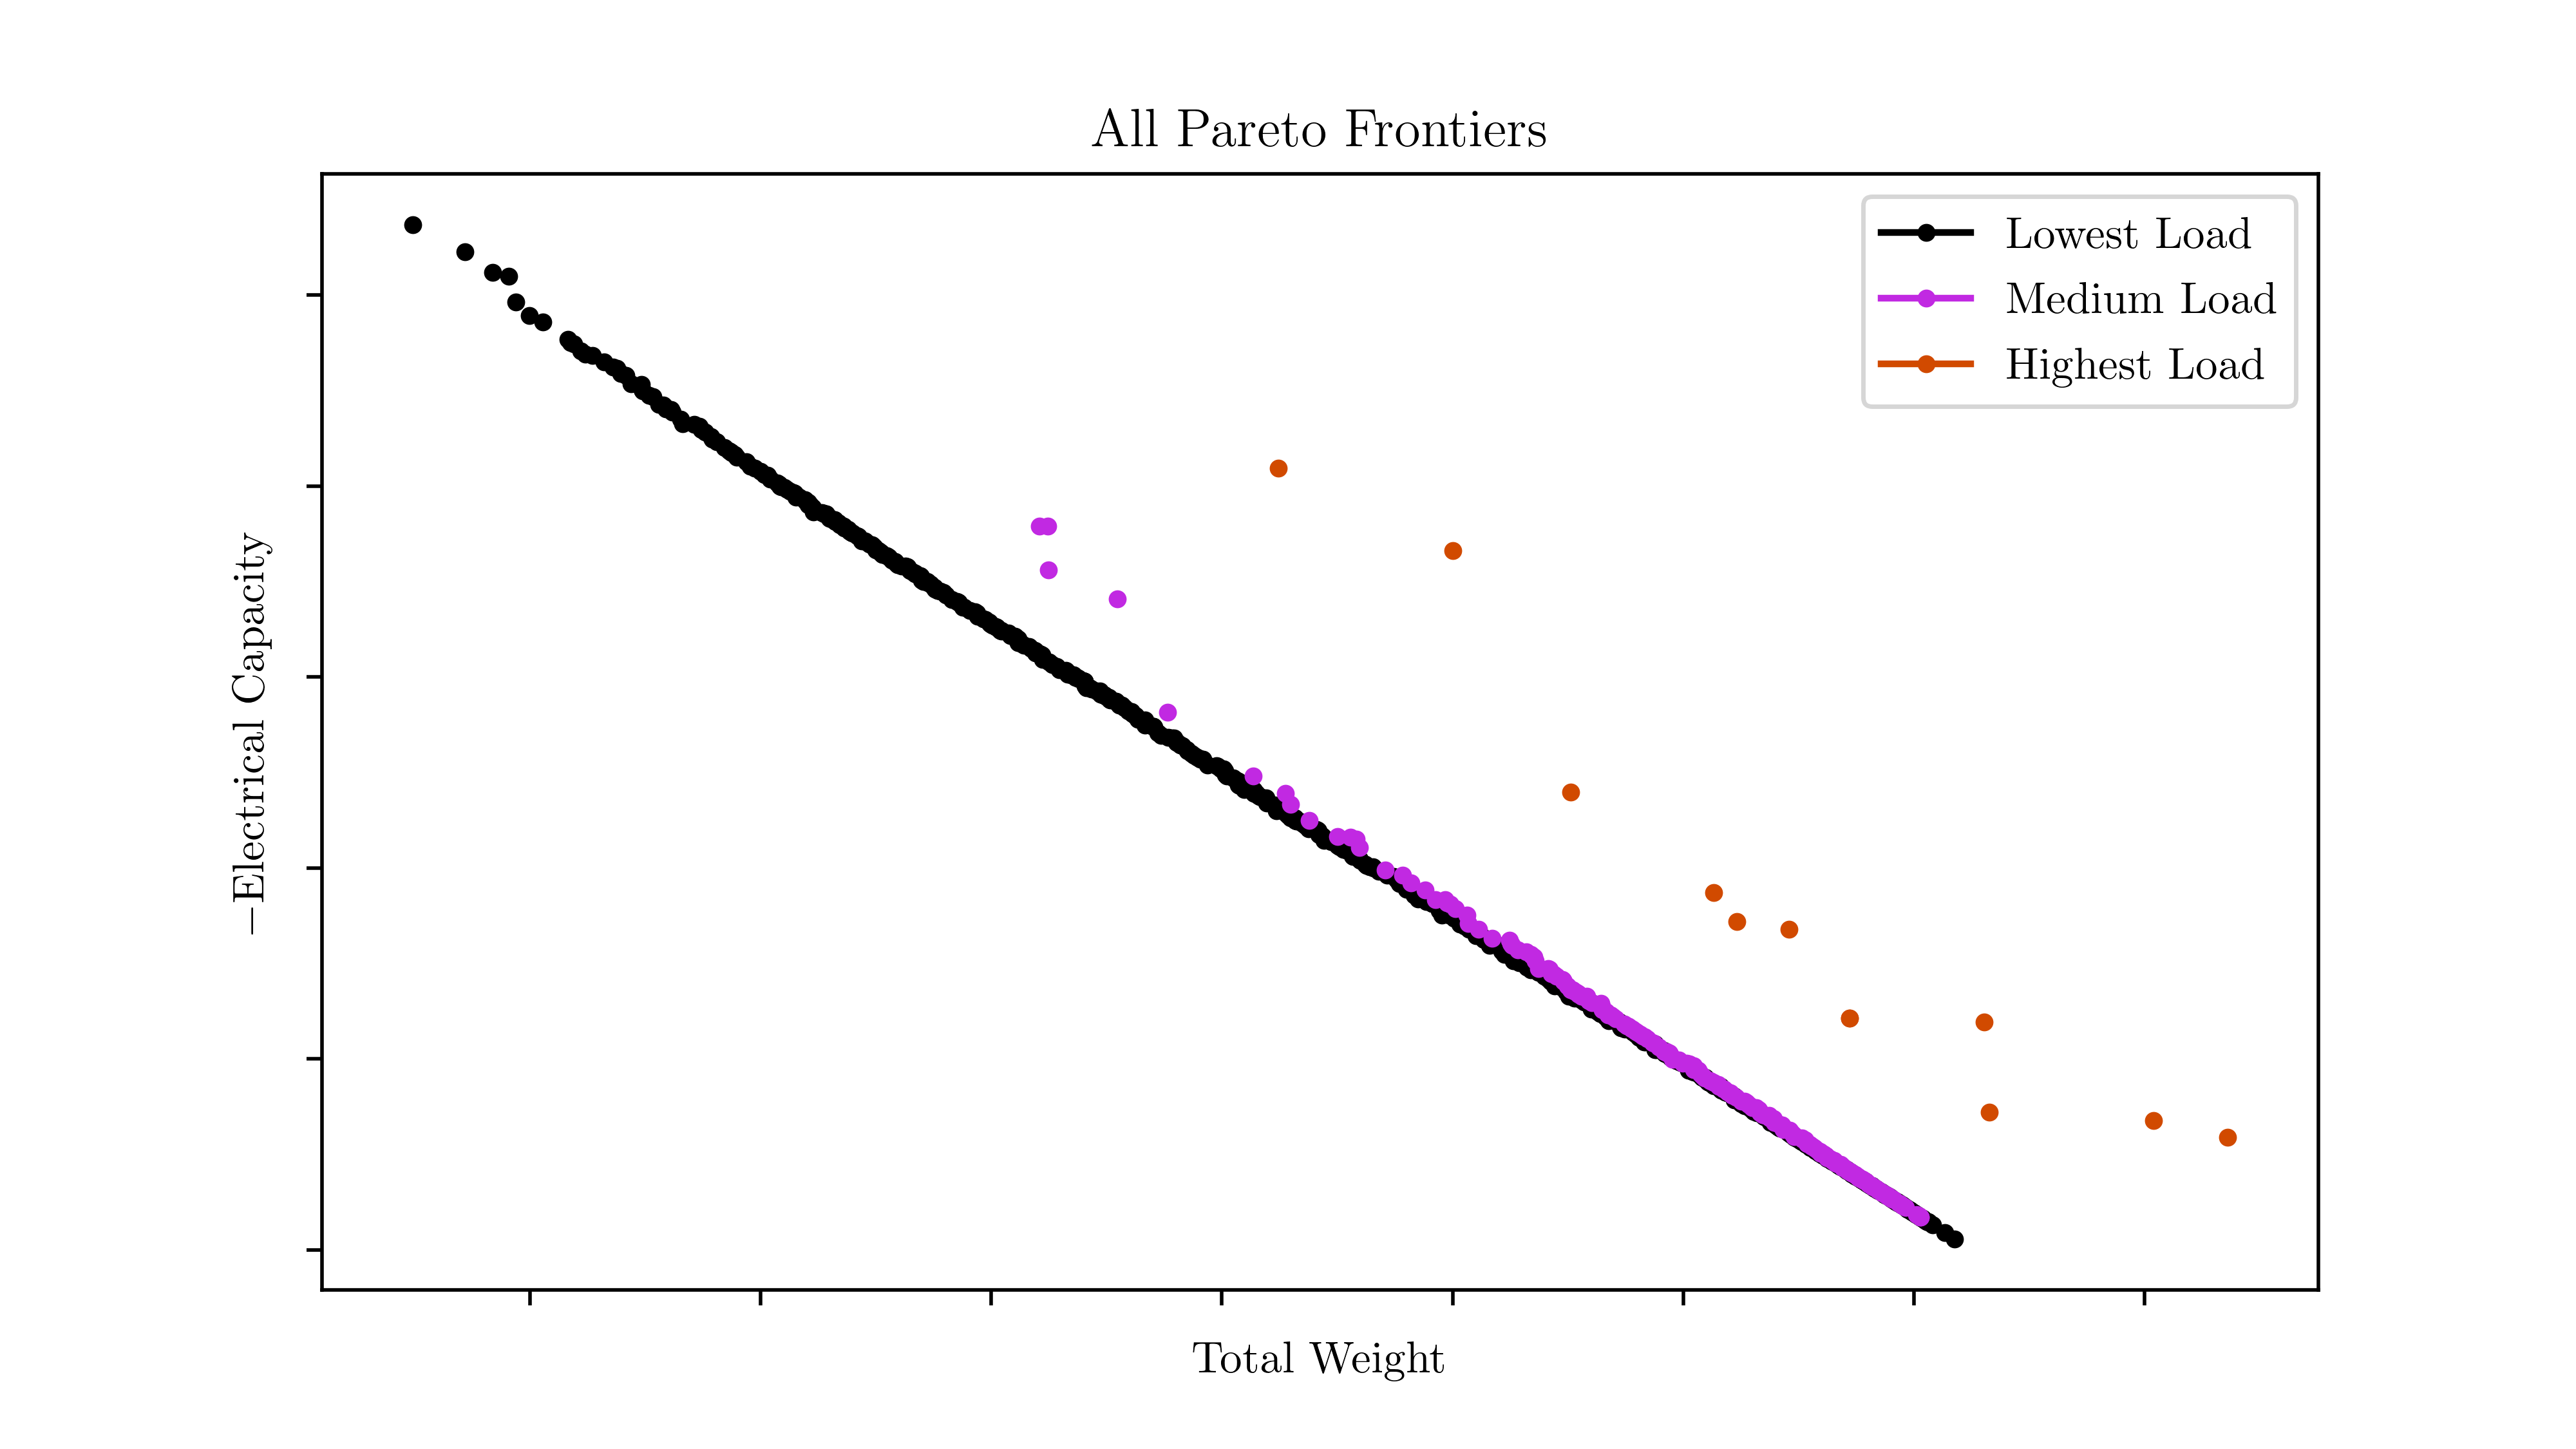 All Pareto Frontiers
Lowest Load
Medium Load
Highest Load
−Electrical Capacity
Total Weight